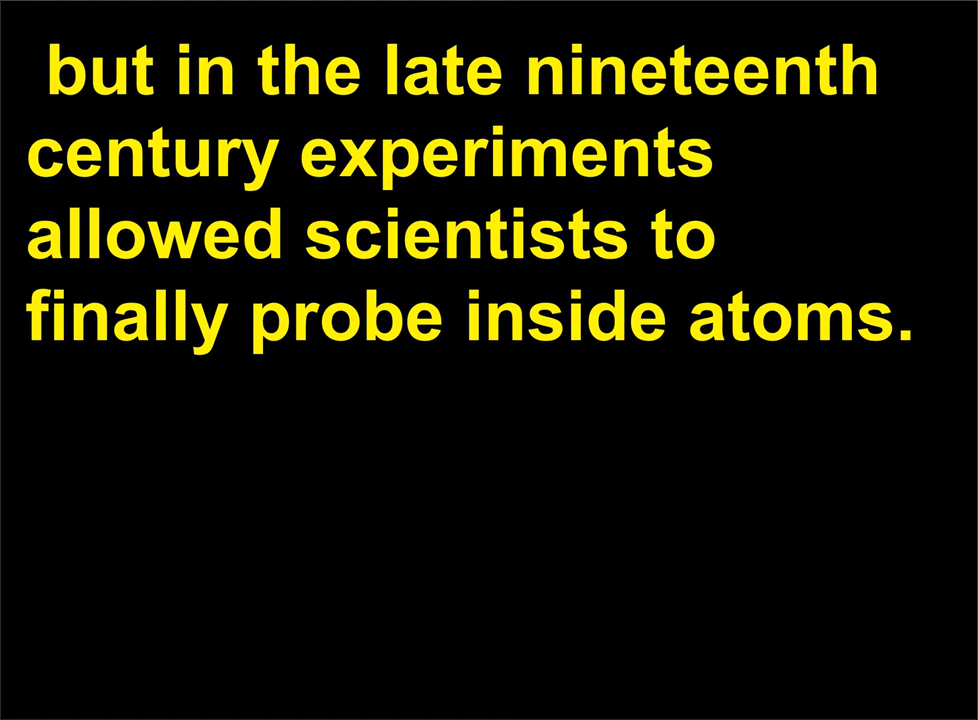 but in the late nineteenth
century experiments
allowed scientists to
finally probe inside atoms.